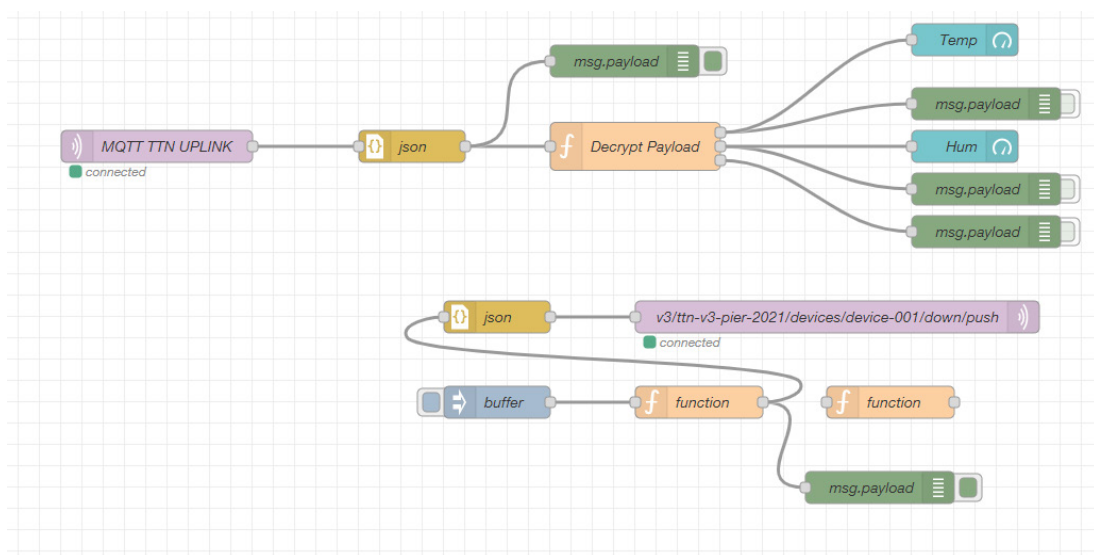 Temp
msg.payload
msg.payload
MQTT TTN UPLINK
json
Decrypt Payload
Hum
connected
msg.payload
msg.payload
json
v3/ttn-v3-pier-2021/devices/device-001/down/push
connected
buffer
function
function
msg.payload